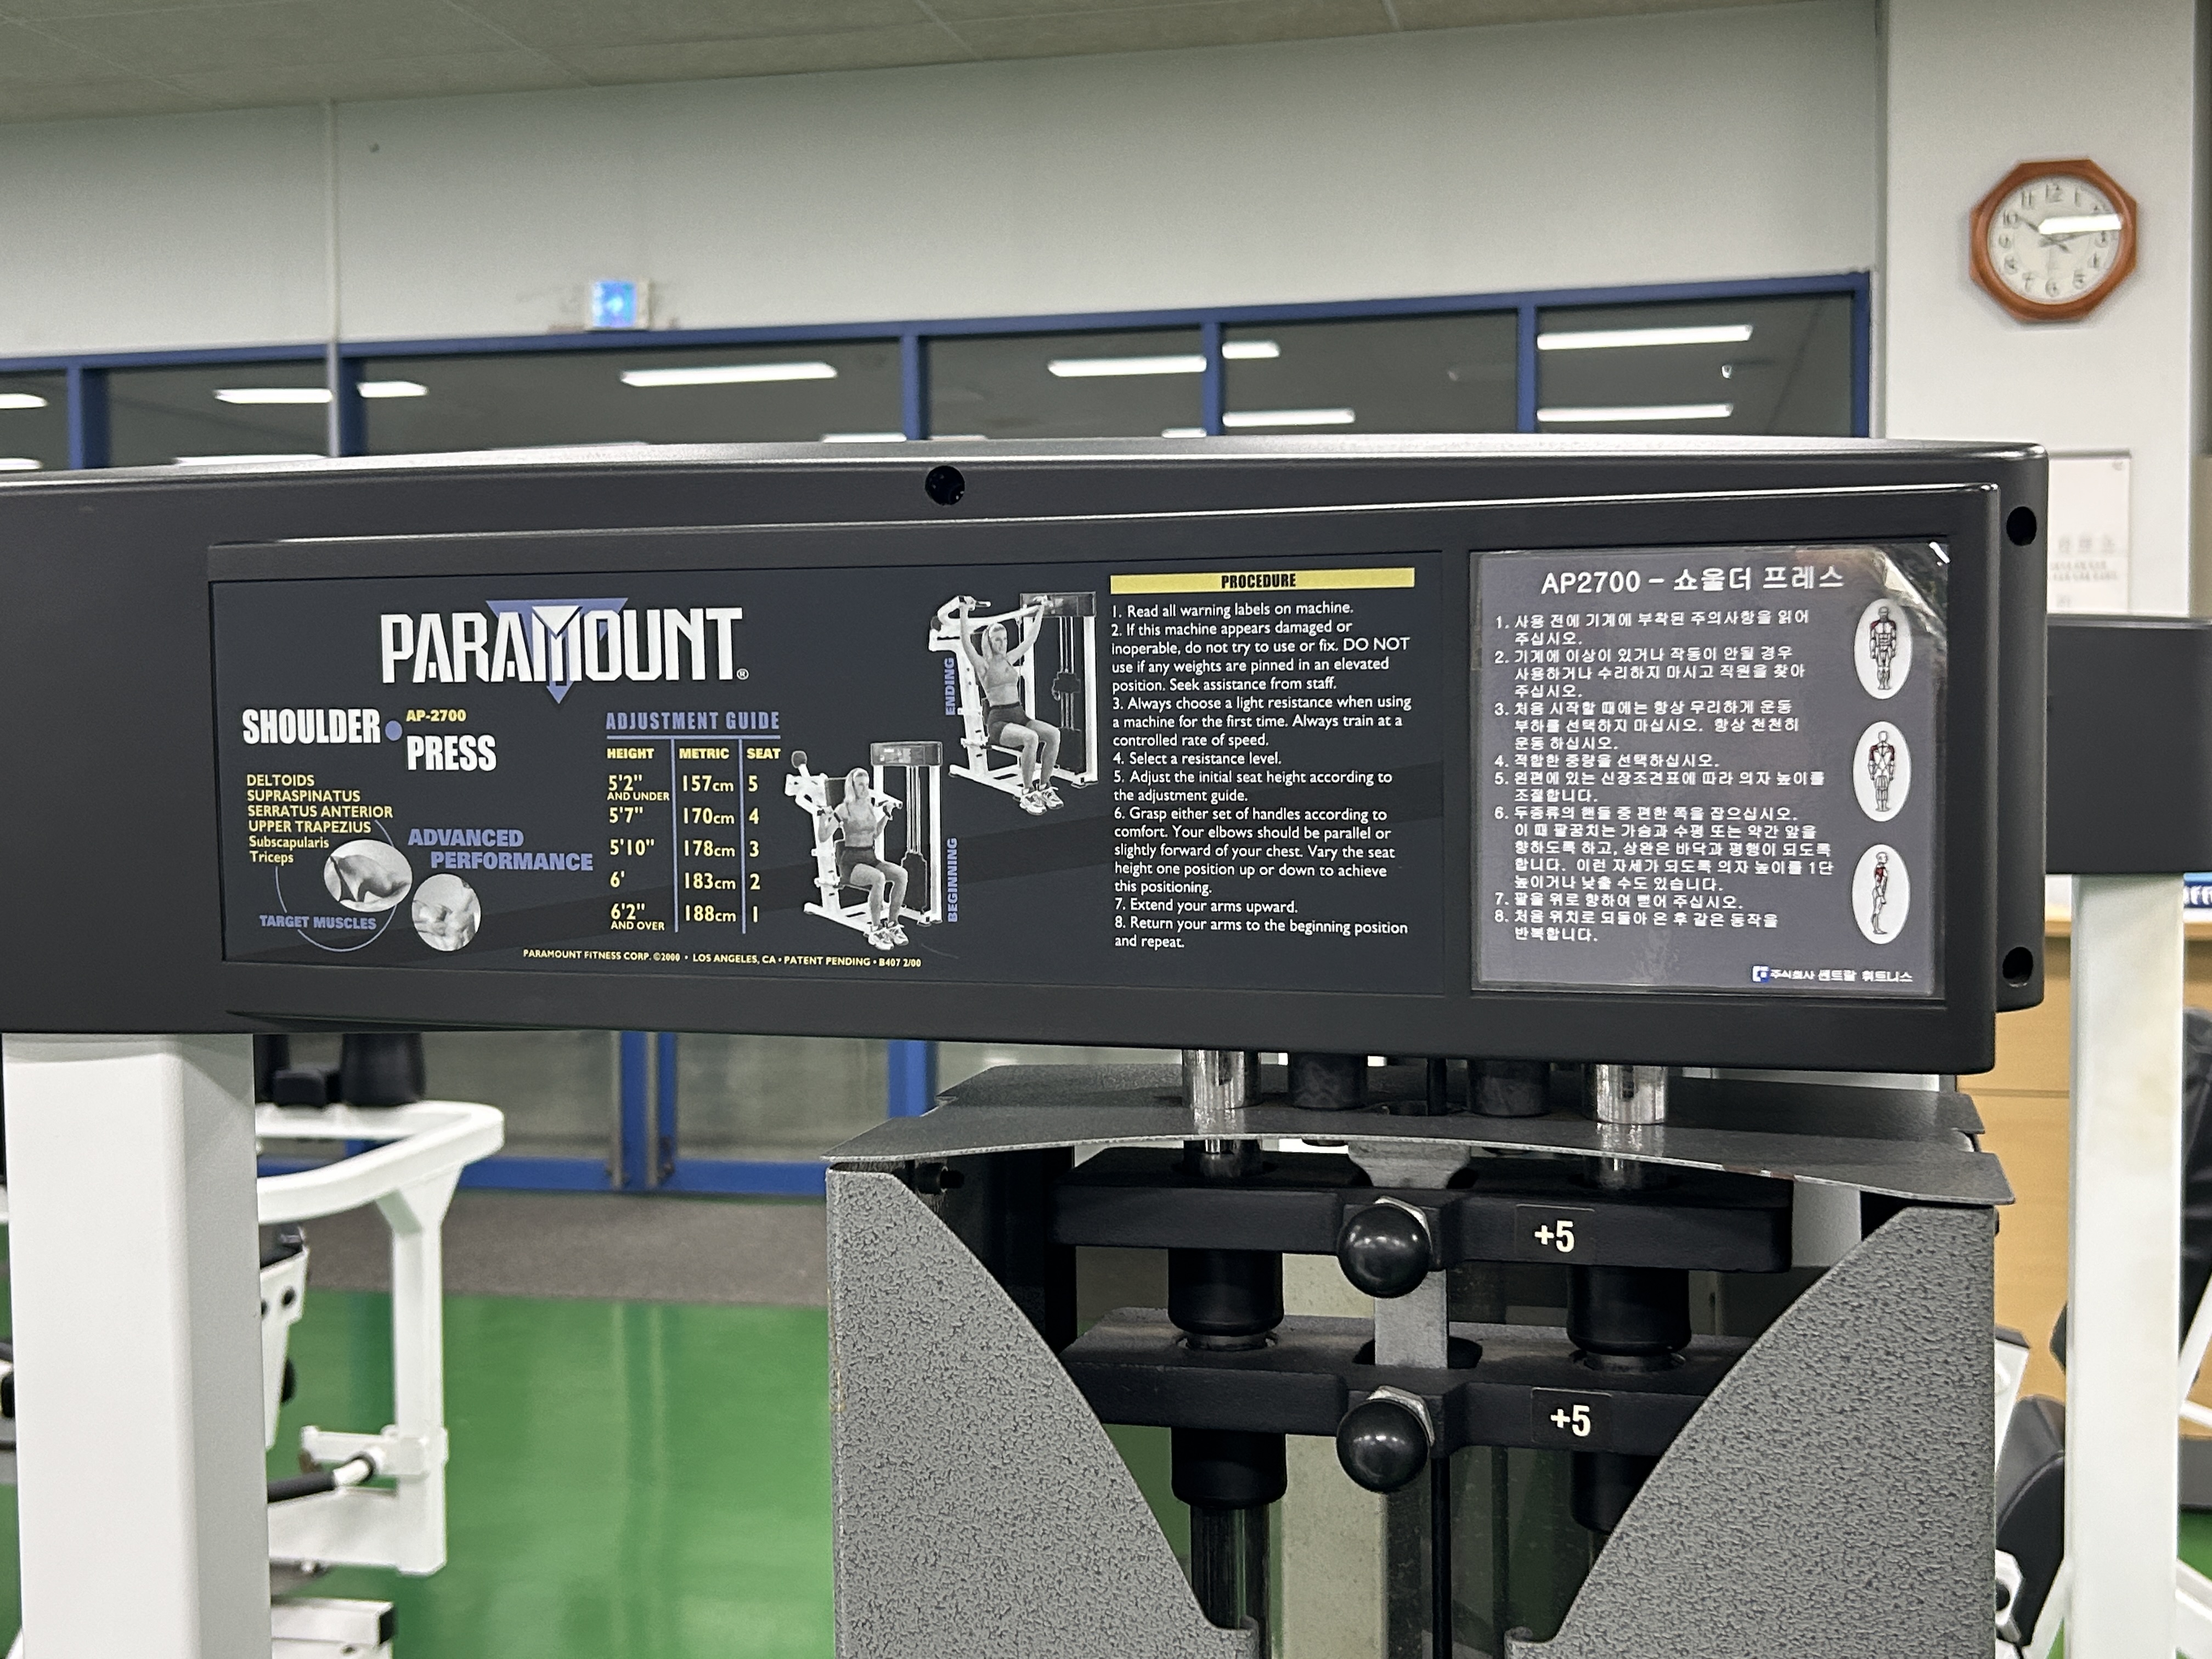 PARAMOUNT®
SHOULDER • AP-2700
PRESS
DELTOIDS
SUPRASPINATUS
SERRATUS ANTERIOR
UPPER TRAPEZIUS
Subscapularis
Triceps
TARGET MUSCLES
ADVANCED
PERFORMANCE
ADJUSTMENT GUIDE
HEIGHT METRIC SEAT
5'2" 157cm 5
AND UNDER
5'7" 170cm 4
5'10" 178cm 3
6' 183cm 2
6'2" 188cm 1
AND OVER
BEGINNING
ENDING
PARAMOUNT FITNESS CORP. ©2000 • LOS ANGELES, CA • PATENT PENDING • B407 2/00
PROCEDURE
1. Read all warning labels on machine.
2. If this machine appears damaged or
inoperable, do not try to use or fix. DO NOT
use if any weights are pinned in an elevated
position. Seek assistance from staff.
3. Always choose a light resistance when using
a machine for the first time. Always train at a
controlled rate of speed.
4. Select a resistance level.
5. Adjust the initial seat height according to
the adjustment guide.
6. Grasp either set of handles according to
comfort. Your elbows should be parallel or
slightly forward of your chest. Vary the seat
height one position up or down to achieve
this positioning.
7. Extend your arms upward.
8. Return your arms to the beginning position
and repeat.
AP2700 - 쇼울더 프레스
1. 사용 전에 기계에 부착된 주의사항을 읽어
주십시오.
2. 기계에 이상이 있거나 작동이 안될 경우
사용하거나 수리하지 마시고 직원을 찾아
주십시오.
3. 처음 시작할 때에는 항상 무리하게 운동
부하를 선택하지 마십시오. 항상 천천히
운동 하십시오.
4. 적합한 중량을 선택하십시오.
5. 왼편에 있는 신장조견표에 따라 의자 높이를
조절합니다.
6. 두종류의 핸들 중 편한 쪽을 잡으십시오.
이 때 팔꿈치는 가슴과 수평 또는 약간 앞을
향하도록 하고, 상완은 바닥과 평행이 되도록
합니다. 이런 자세가 되도록 의자 높이를 1단
높이거나 낮출 수도 있습니다.
7. 팔을 위로 향하여 뻗어 주십시오.
8. 처음 위치로 되돌아 온 후 같은 동작을
반복합니다.
주식회사 쎈트랄 휘트니스
+5
+5
12
1
2
3
4
5
6
7
8
9
10
11